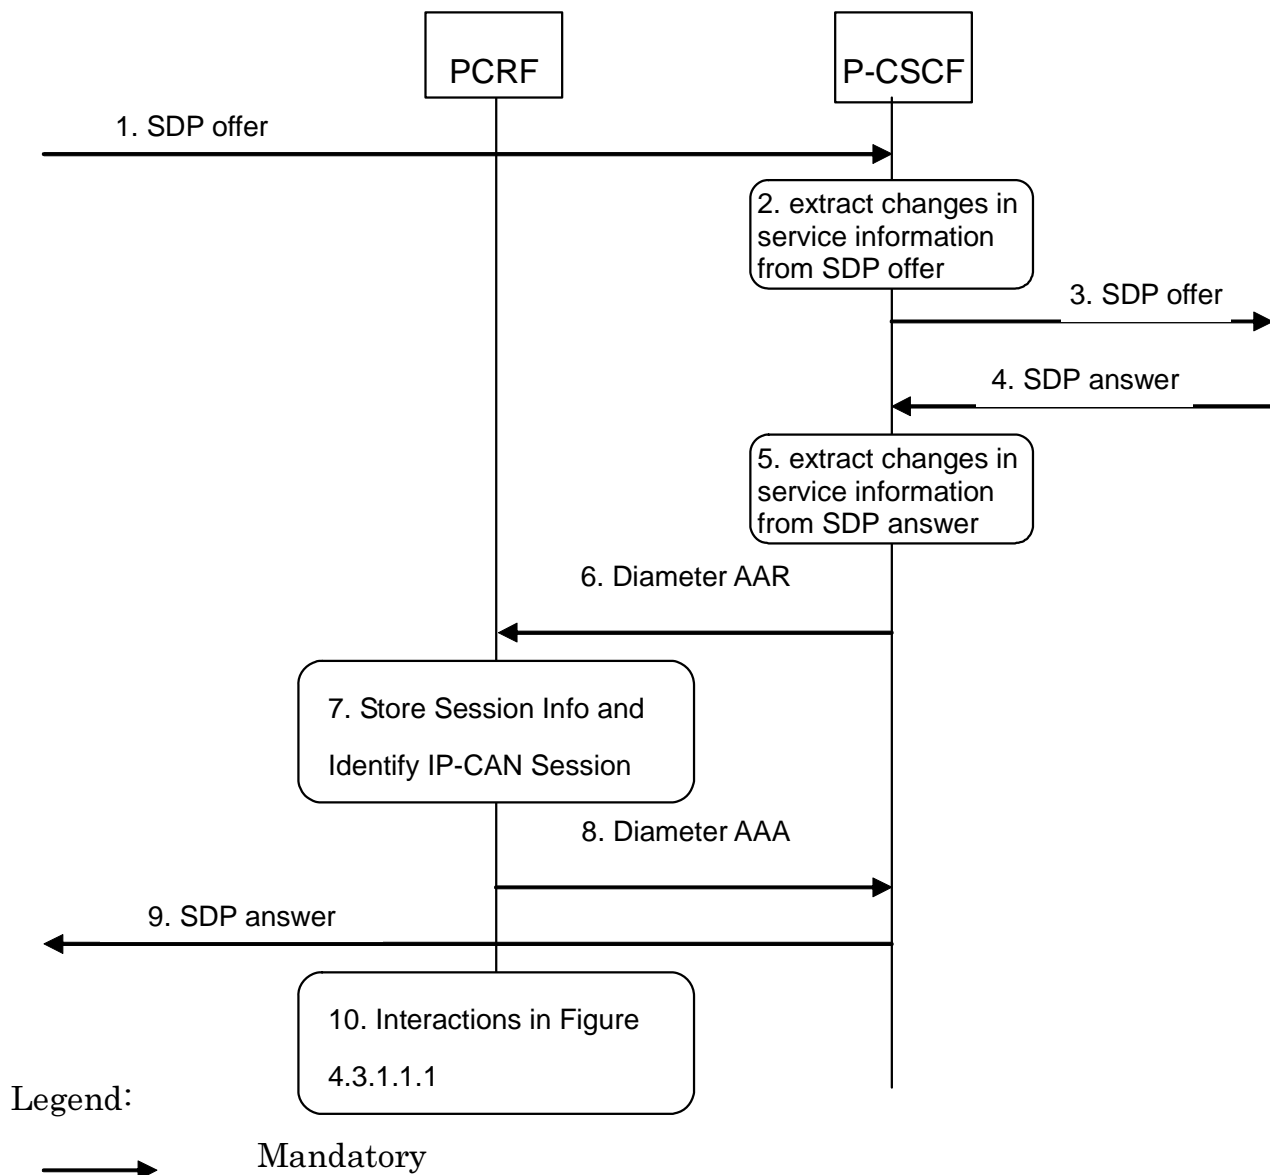 PCRF
P-CSCF
1. SDP offer
2. extract changes in
service information
from SDP offer
3. SDP offer
4. SDP answer
5. extract changes in
service information
from SDP answer
6. Diameter AAR
7. Store Session Info and
Identify IP-CAN Session
8. Diameter AAA
9. SDP answer
10. Interactions in Figure
4.3.1.1.1
Legend:
Mandatory